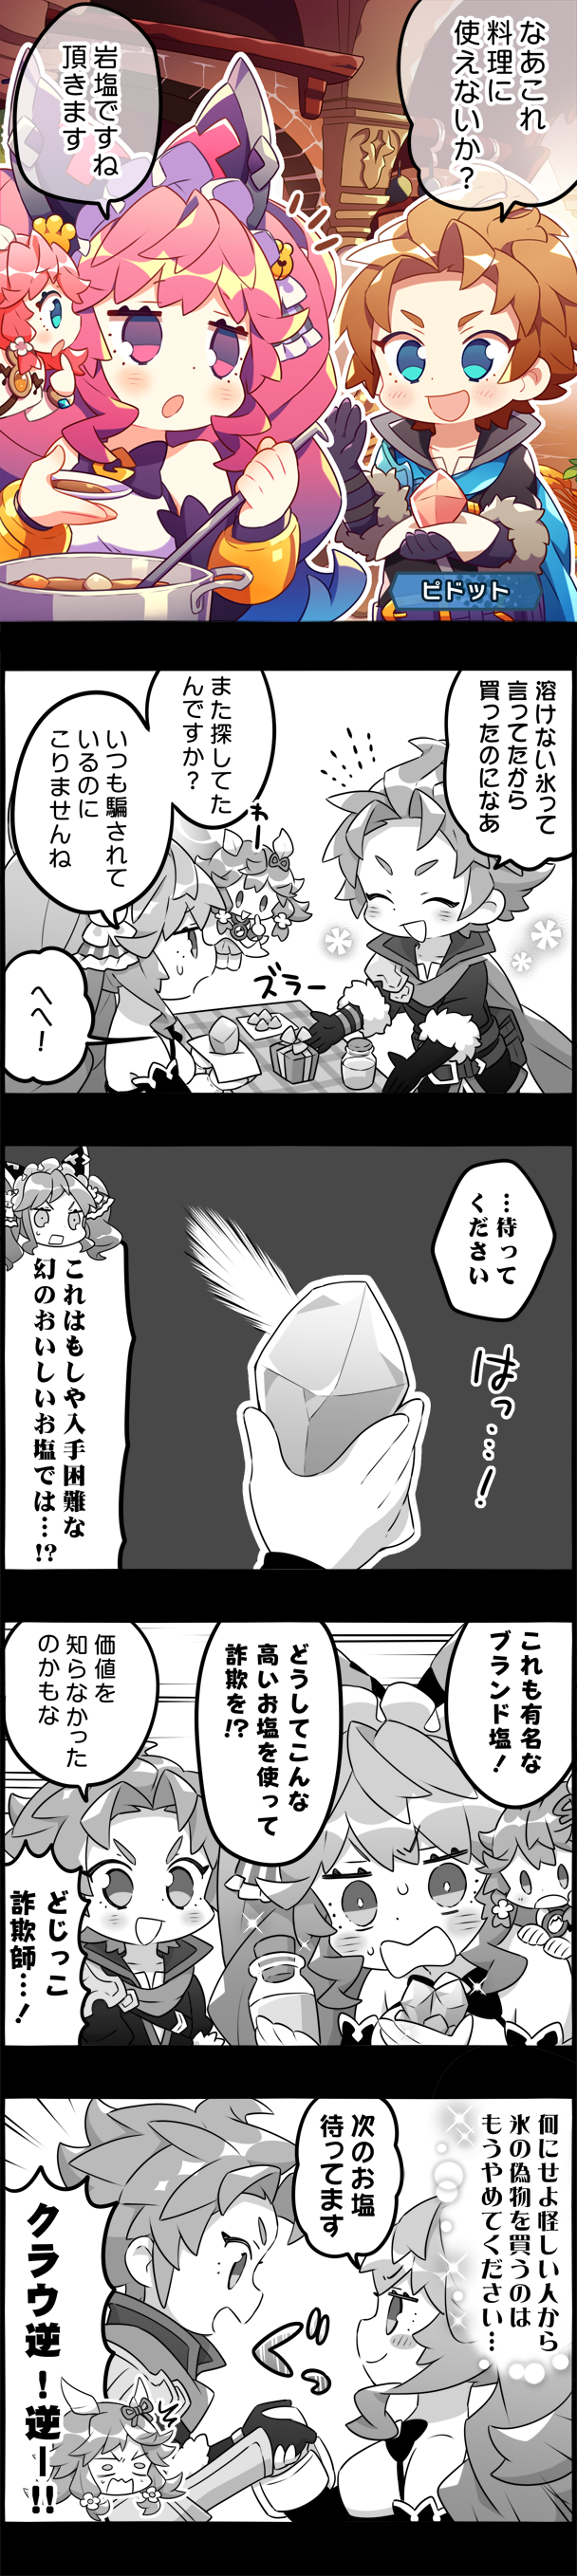 なあこれ
料理に
使えないか？
岩塩ですね
頂きます
ピドット
溶けない氷って
言ってたから
買ったのになあ
また探してた
んですか？
いつも騙されて
いるのに
こりませんね
わー
ズラー
へへ！
…待って
ください
はっ…！
これはもしや入手困難な
幻のおいしいお塩では…!?
これも有名な
ブランド塩！
どうしてこんな
高いお塩を使って
詐欺を!?
価値を
知らなかった
のかもな
どじっこ
詐欺師…！
何にせよ怪しい人から
氷の偽物を買うのは
もうやめてください…
次のお塩
待ってます
ぐっ
クラウ逆！逆ー!!